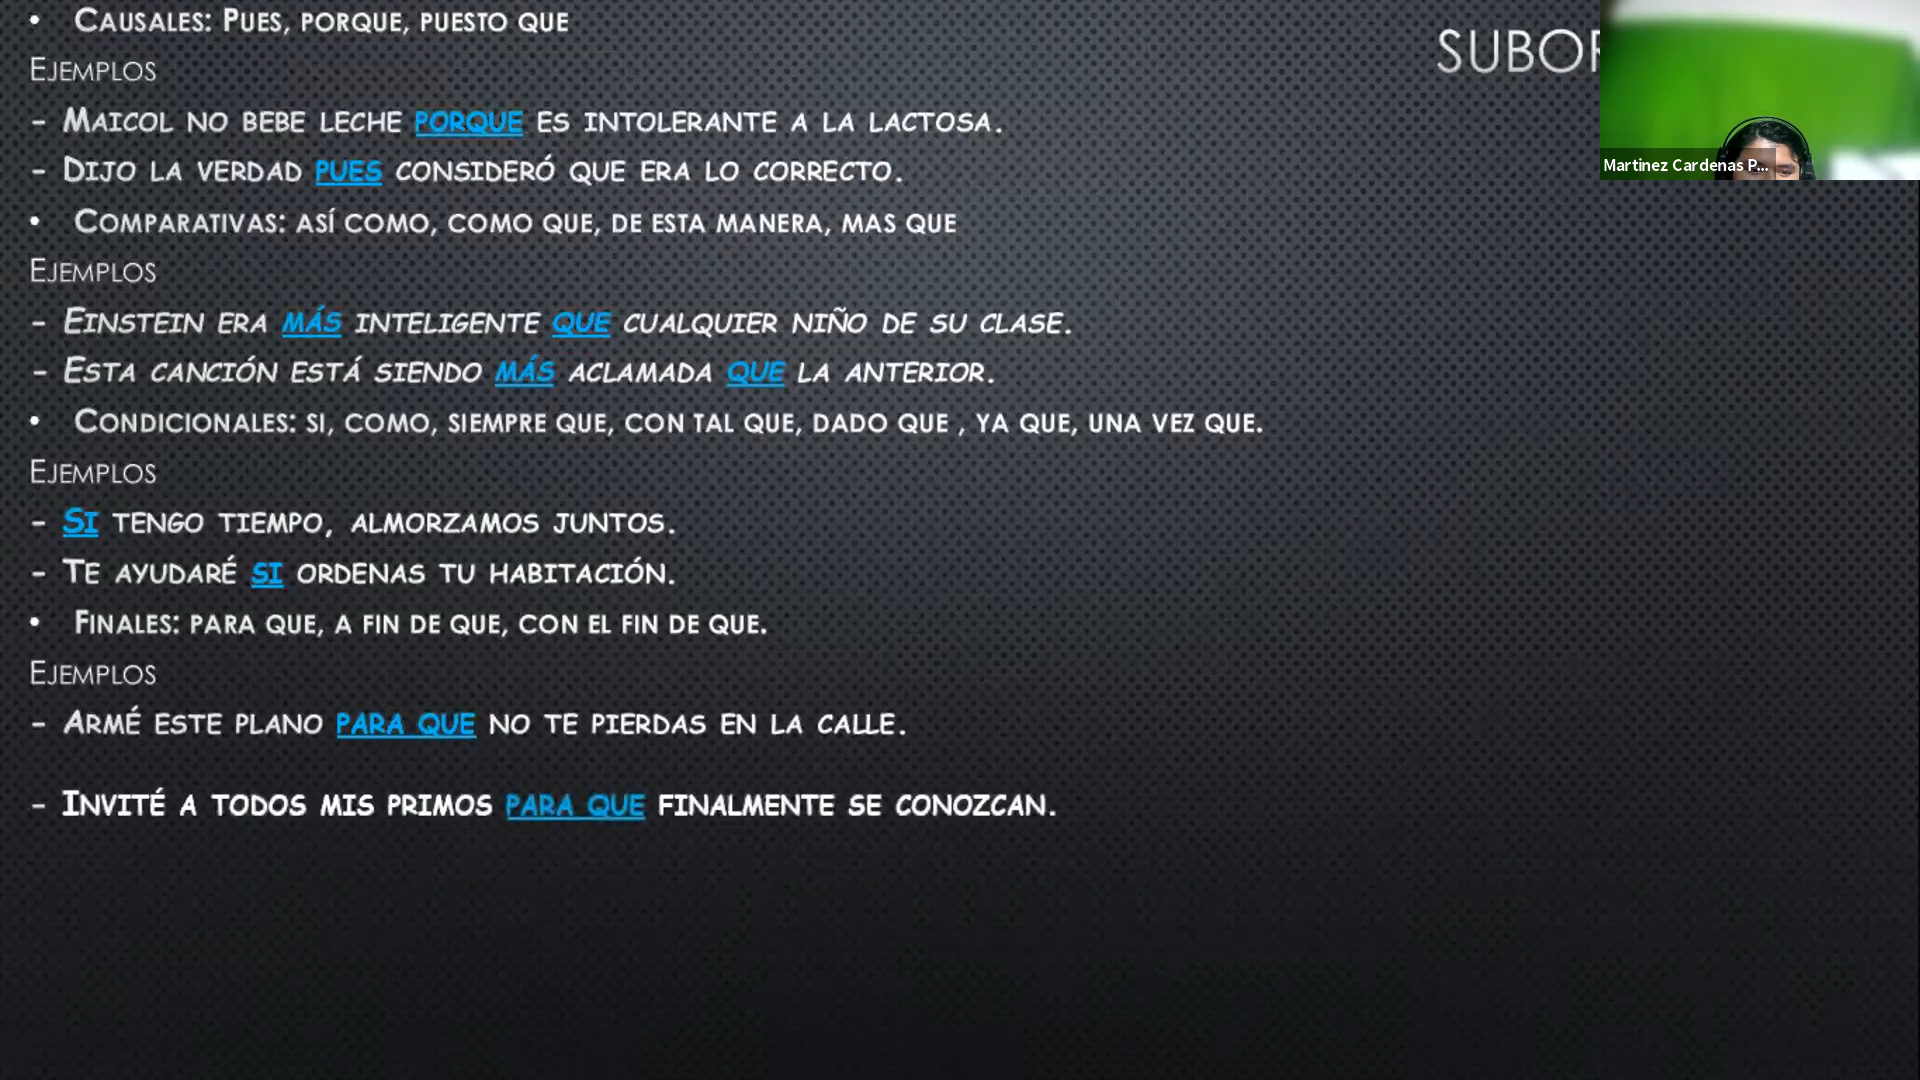 • Causales: Pues, porque, puesto que
Ejemplos
- Maicol no bebe leche porque es intolerante a la lactosa.
- Dijo la verdad pues consideró que era lo correcto.
• Comparativas: así como, como que, de esta manera, mas que
Ejemplos
- Einstein era más inteligente que cualquier niño de su clase.
- Esta canción está siendo más aclamada que la anterior.
• Condicionales: si, como, siempre que, con tal que, dado que , ya que, una vez que.
Ejemplos
- Si tengo tiempo, almorzamos juntos.
- Te ayudaré si ordenas tu habitación.
• Finales: para que, a fin de que, con el fin de que.
Ejemplos
- Armé este plano para que no te pierdas en la calle.
- Invité a todos mis primos para que finalmente se conozcan.
Martinez Cardenas P...